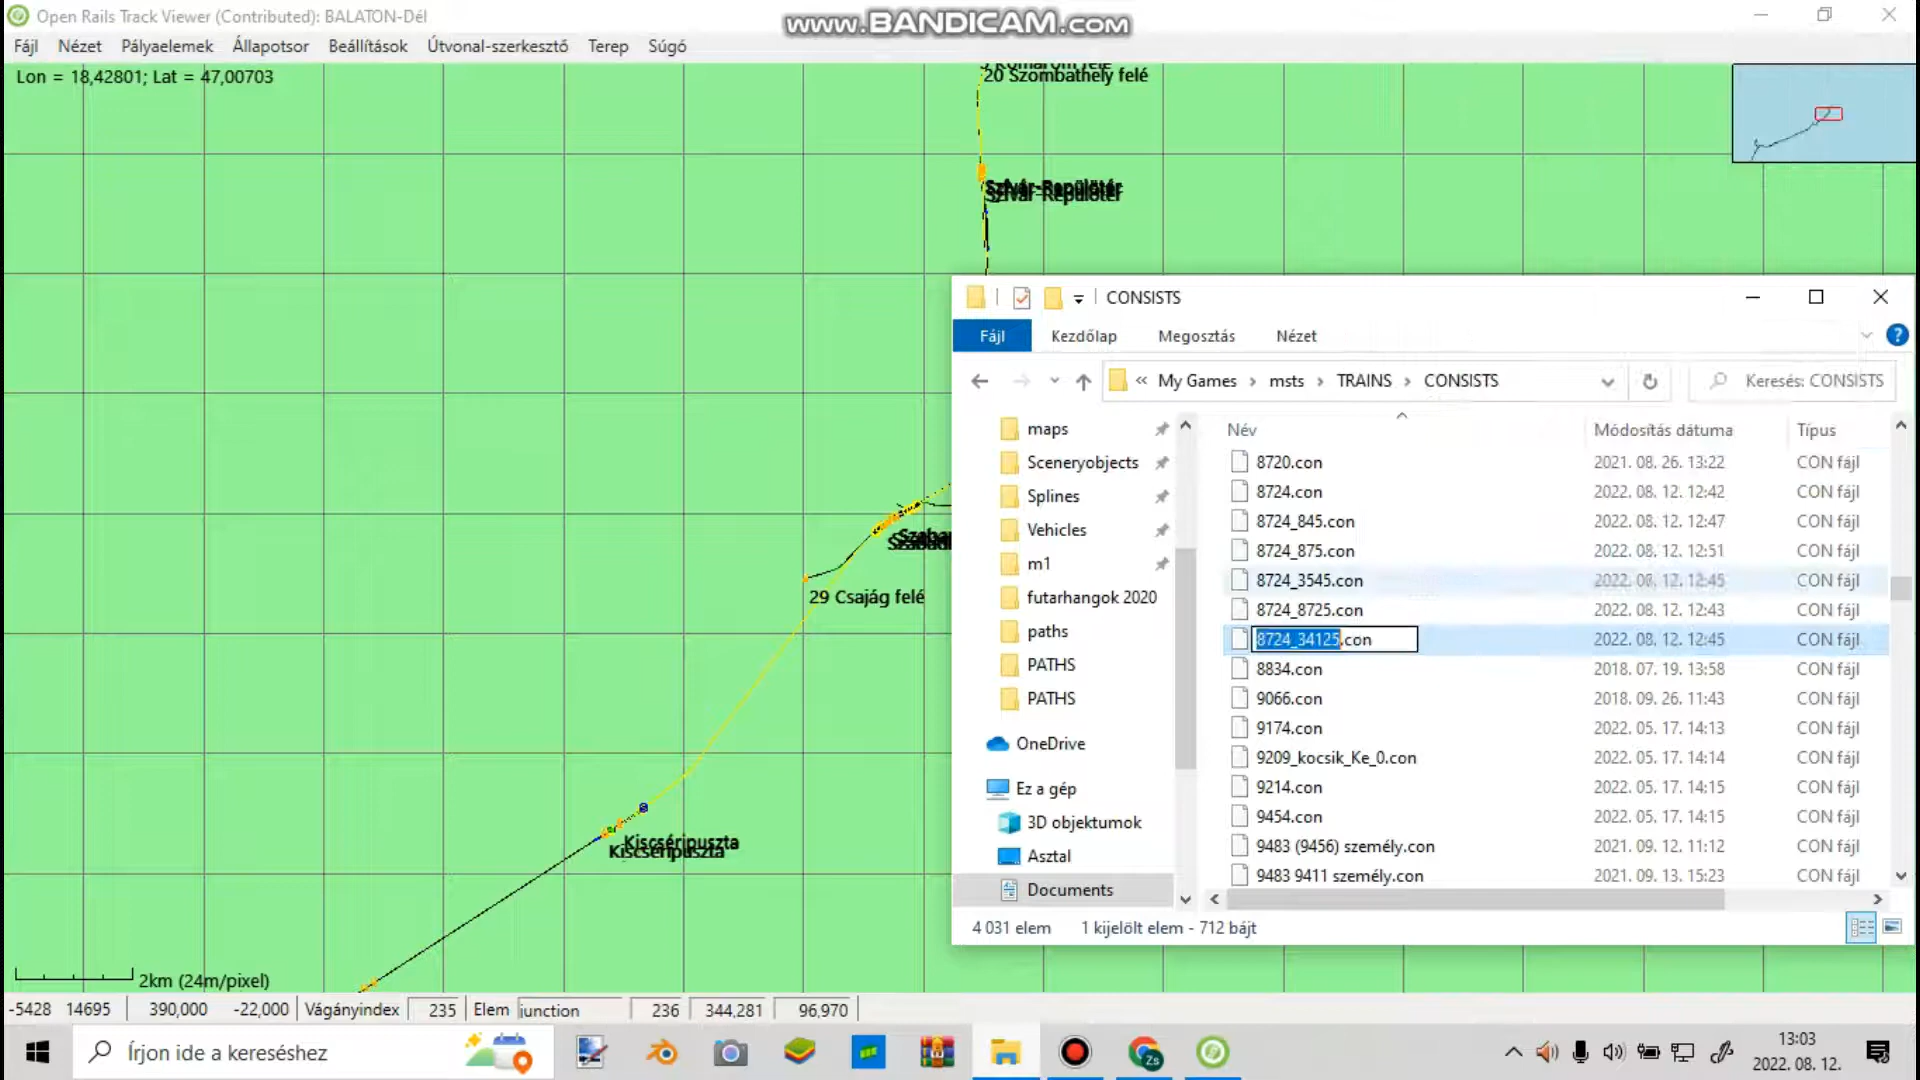 Open Rails Track Viewer (Contributed): BALATON-Dél
www.BANDICAM.com
Fájl Nézet Pályaelemek Állapotsor Beállítások Útvonal-szerkesztő Terep Súgó
Lon = 18,42801; Lat = 47,00703
20 Szombathely felé
Szfvár-Repülőtér
29 Csajág felé
Kiscséripuszta
Kiscséripuszta
2km (24m/pixel)
CONSISTS
Fájl Kezdőlap Megosztás Nézet
« My Games › msts › TRAINS › CONSISTS
Keresés: CONSISTS
maps
Sceneryobjects
Splines
Vehicles
m1
futarhangok 2020
paths
PATHS
PATHS
OneDrive
Ez a gép
3D objektumok
Asztal
Documents
Név Módosítás dátuma Típus
8720.con 2021. 08. 26. 13:22 CON fájl
8724.con 2022. 08. 12. 12:42 CON fájl
8724_845.con 2022. 08. 12. 12:47 CON fájl
8724_875.con 2022. 08. 12. 12:51 CON fájl
8724_3545.con 2022. 08. 12. 12:45 CON fájl
8724_8725.con 2022. 08. 12. 12:43 CON fájl
8724_34125.con 2022. 08. 12. 12:45 CON fájl
8834.con 2018. 07. 19. 13:58 CON fájl
9066.con 2018. 09. 26. 11:43 CON fájl
9174.con 2022. 05. 17. 14:13 CON fájl
9209_kocsik_Ke_0.con 2022. 05. 17. 14:14 CON fájl
9214.con 2022. 05. 17. 14:15 CON fájl
9454.con 2022. 05. 17. 14:15 CON fájl
9483 (9456) személy.con 2021. 09. 12. 11:12 CON fájl
9483 9411 személy.con 2021. 09. 13. 15:23 CON fájl
4 031 elem 1 kijelölt elem - 712 bájt
-5428 14695 390,000 -22,000 Vágányindex 235 Elem junction 236 344,281 96,970
Írjon ide a kereséshez
Zs
13:03
2022. 08. 12.